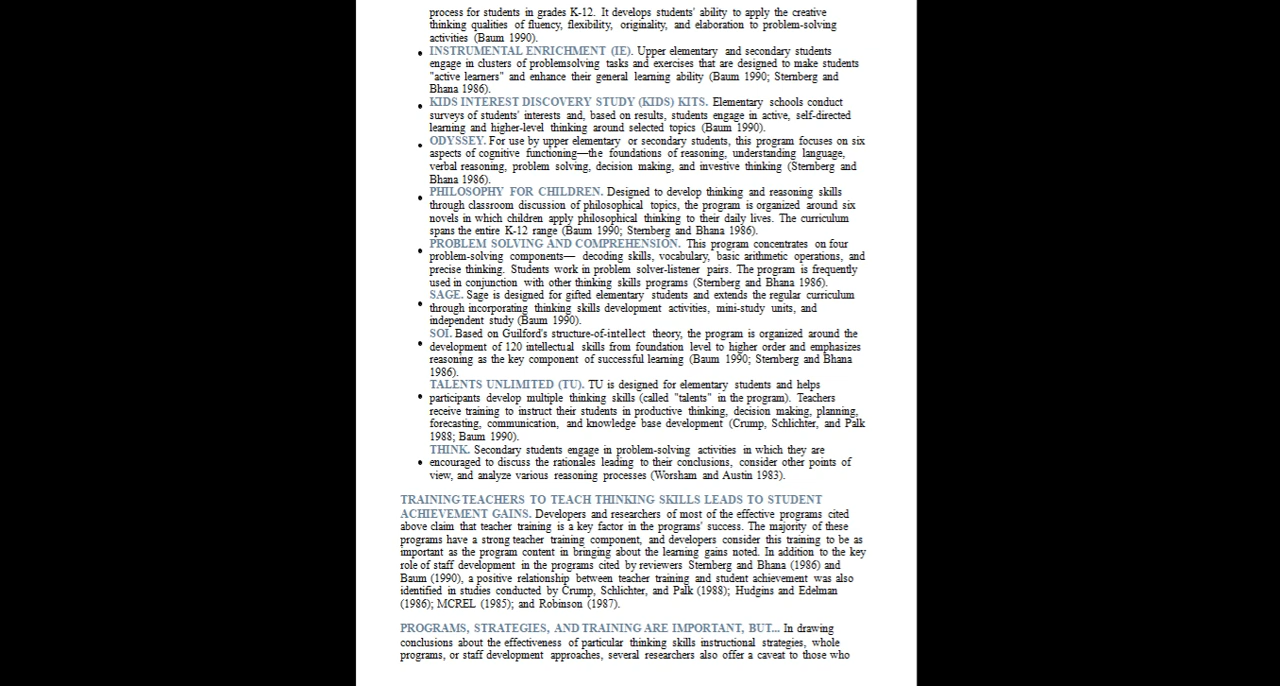 process for students in grades K-12. It develops students' ability to apply the creative
thinking qualities of fluency, flexibility, originality, and elaboration to problem-solving
activities (Baum 1990).
• INSTRUMENTAL ENRICHMENT (IE). Upper elementary and secondary students
engage in clusters of problemsolving tasks and exercises that are designed to make students
"active learners" and enhance their general learning ability (Baum 1990; Sternberg and
Bhana 1986).
• KIDS INTEREST DISCOVERY STUDY (KIDS) KITS. Elementary schools conduct
surveys of students' interests and, based on results, students engage in active, self-directed
learning and higher-level thinking around selected topics (Baum 1990).
• ODYSSEY. For use by upper elementary or secondary students, this program focuses on six
aspects of cognitive functioning—the foundations of reasoning, understanding language,
verbal reasoning, problem solving, decision making, and investive thinking (Sternberg and
Bhana 1986).
• PHILOSOPHY FOR CHILDREN. Designed to develop thinking and reasoning skills
through classroom discussion of philosophical topics, the program is organized around six
novels in which children apply philosophical thinking to their daily lives. The curriculum
spans the entire K-12 range (Baum 1990; Sternberg and Bhana 1986).
• PROBLEM SOLVING AND COMPREHENSION. This program concentrates on four
problem-solving components— decoding skills, vocabulary, basic arithmetic operations, and
precise thinking. Students work in problem solver-listener pairs. The program is frequently
used in conjunction with other thinking skills programs (Sternberg and Bhana 1986).
• SAGE. Sage is designed for gifted elementary students and extends the regular curriculum
through incorporating thinking skills development activities, mini-study units, and
independent study (Baum 1990).
• SOI. Based on Guilford's structure-of-intellect theory, the program is organized around the
development of 120 intellectual skills from foundation level to higher order and emphasizes
reasoning as the key component of successful learning (Baum 1990; Sternberg and Bhana
1986).
• TALENTS UNLIMITED (TU). TU is designed for elementary students and helps
participants develop multiple thinking skills (called "talents" in the program). Teachers
receive training to instruct their students in productive thinking, decision making, planning,
forecasting, communication, and knowledge base development (Crump, Schlichter, and Palk
1988; Baum 1990).
• THINK. Secondary students engage in problem-solving activities in which they are
encouraged to discuss the rationales leading to their conclusions, consider other points of
view, and analyze various reasoning processes (Worsham and Austin 1983).
TRAINING TEACHERS TO TEACH THINKING SKILLS LEADS TO STUDENT
ACHIEVEMENT GAINS. Developers and researchers of most of the effective programs cited
above claim that teacher training is a key factor in the programs' success. The majority of these
programs have a strong teacher training component, and developers consider this training to be as
important as the program content in bringing about the learning gains noted. In addition to the key
role of staff development in the programs cited by reviewers Sternberg and Bhana (1986) and
Baum (1990), a positive relationship between teacher training and student achievement was also
identified in studies conducted by Crump, Schlichter, and Palk (1988); Hudgins and Edelman
(1986); MCREL (1985); and Robinson (1987).
PROGRAMS, STRATEGIES, AND TRAINING ARE IMPORTANT, BUT... In drawing
conclusions about the effectiveness of particular thinking skills instructional strategies, whole
programs, or staff development approaches, several researchers also offer a caveat to those who